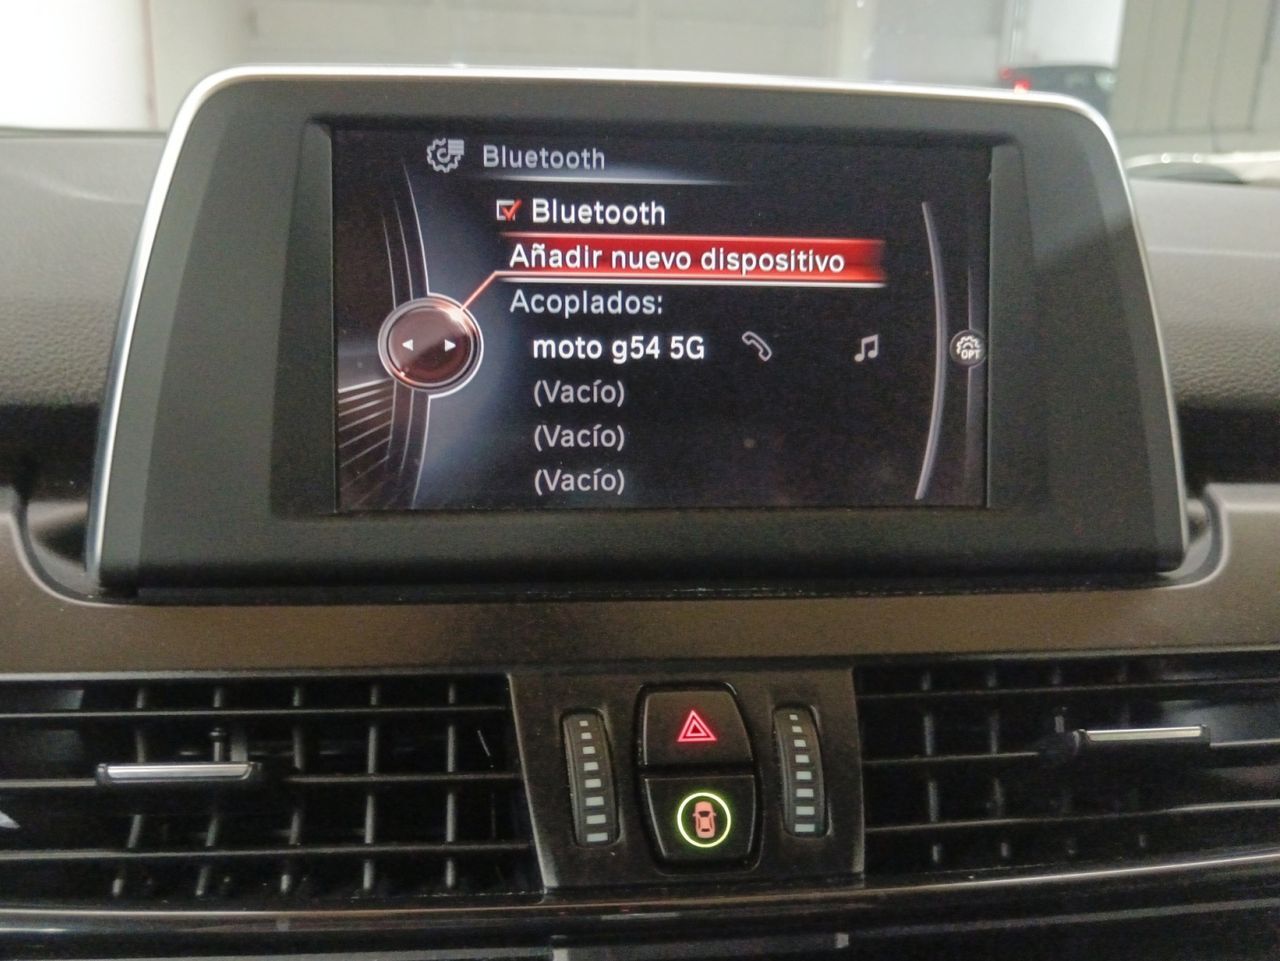 Bluetooth
Bluetooth
Añadir nuevo dispositivo
Acoplados:
moto g54 5G
OPT
(Vacío)
(Vacío)
(Vacío)